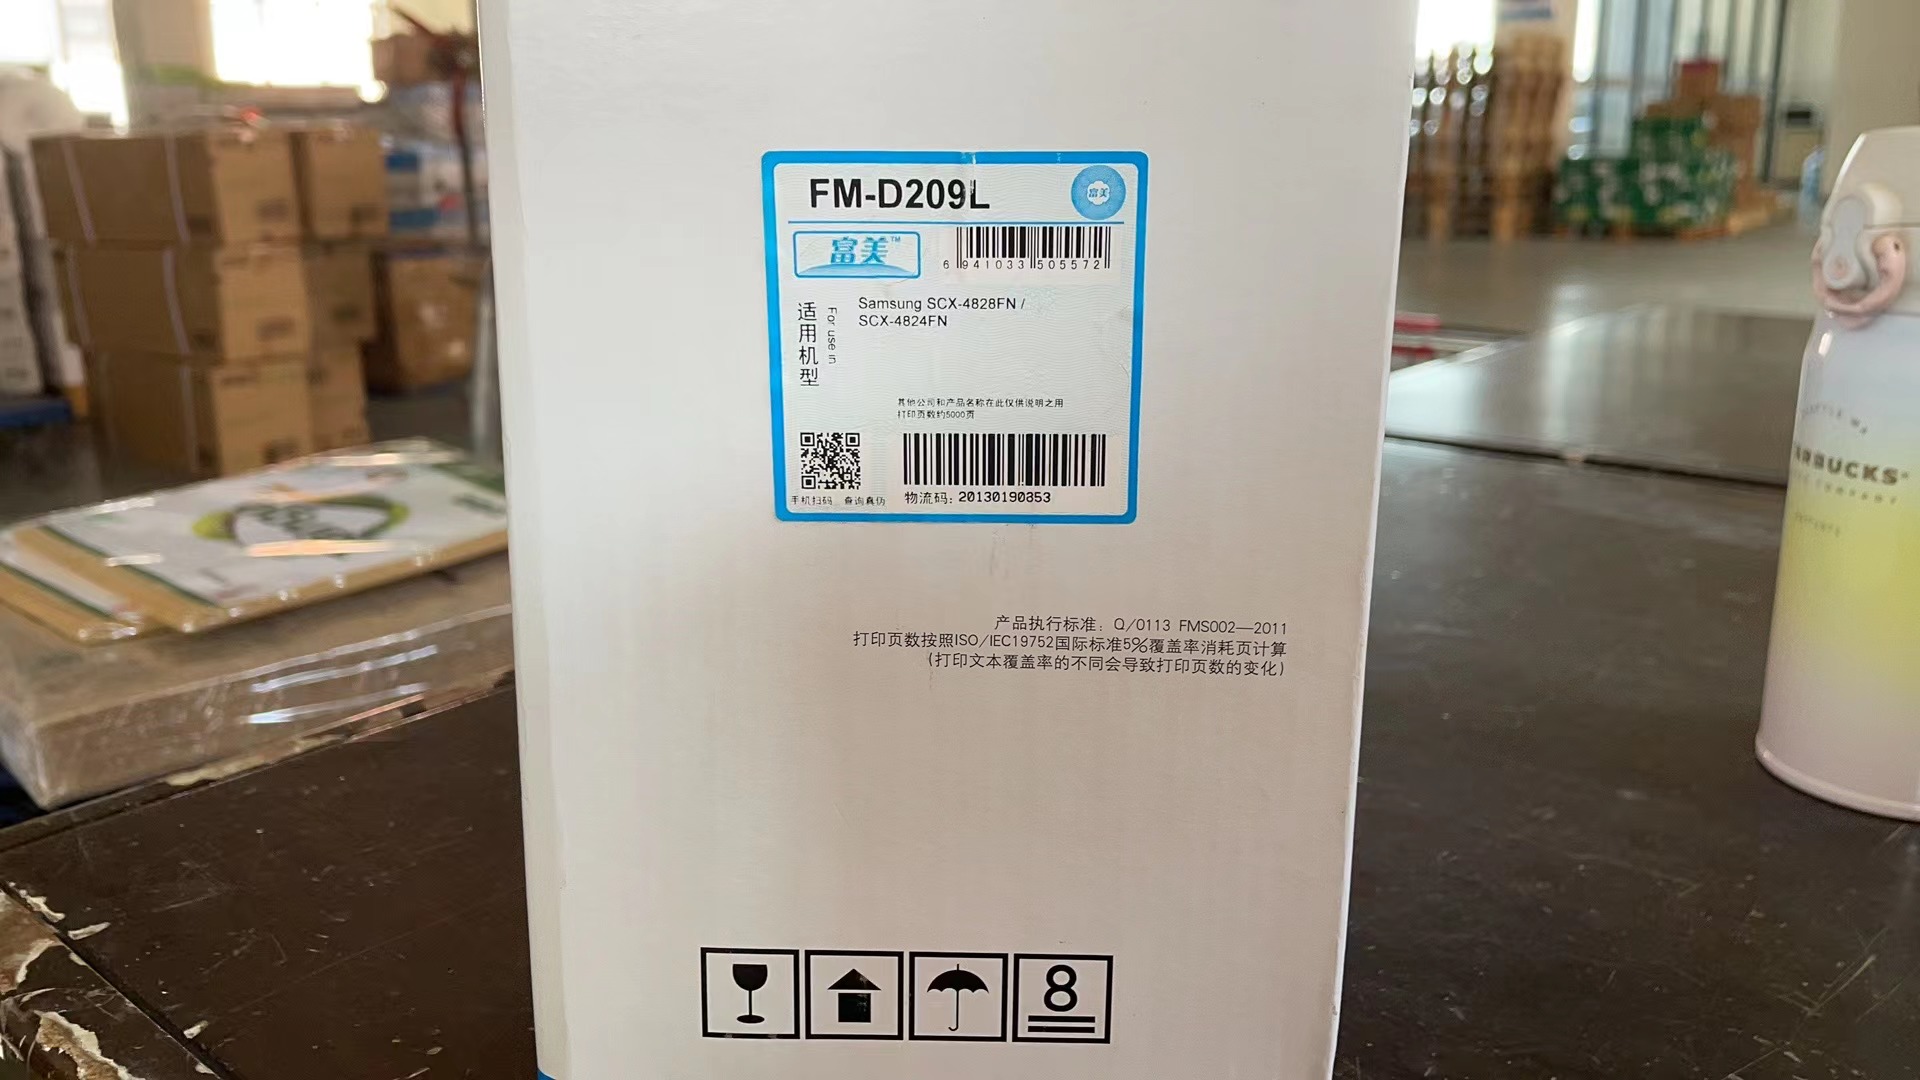 FM-D209L
富美
富美™
6 941033 505572
适用机型
For use in
Samsung SCX-4828FN /
SCX-4824FN
其他公司和产品名称在此仅供说明之用
打印页数约5000页
手机扫码 查询真伪
物流码: 20130190853
产品执行标准: Q/0113 FMS002—2011
打印页数按照ISO/IEC19752国际标准5%覆盖率消耗页计算
(打印文本覆盖率的不同会导致打印页数的变化)
8
ARBUCKS